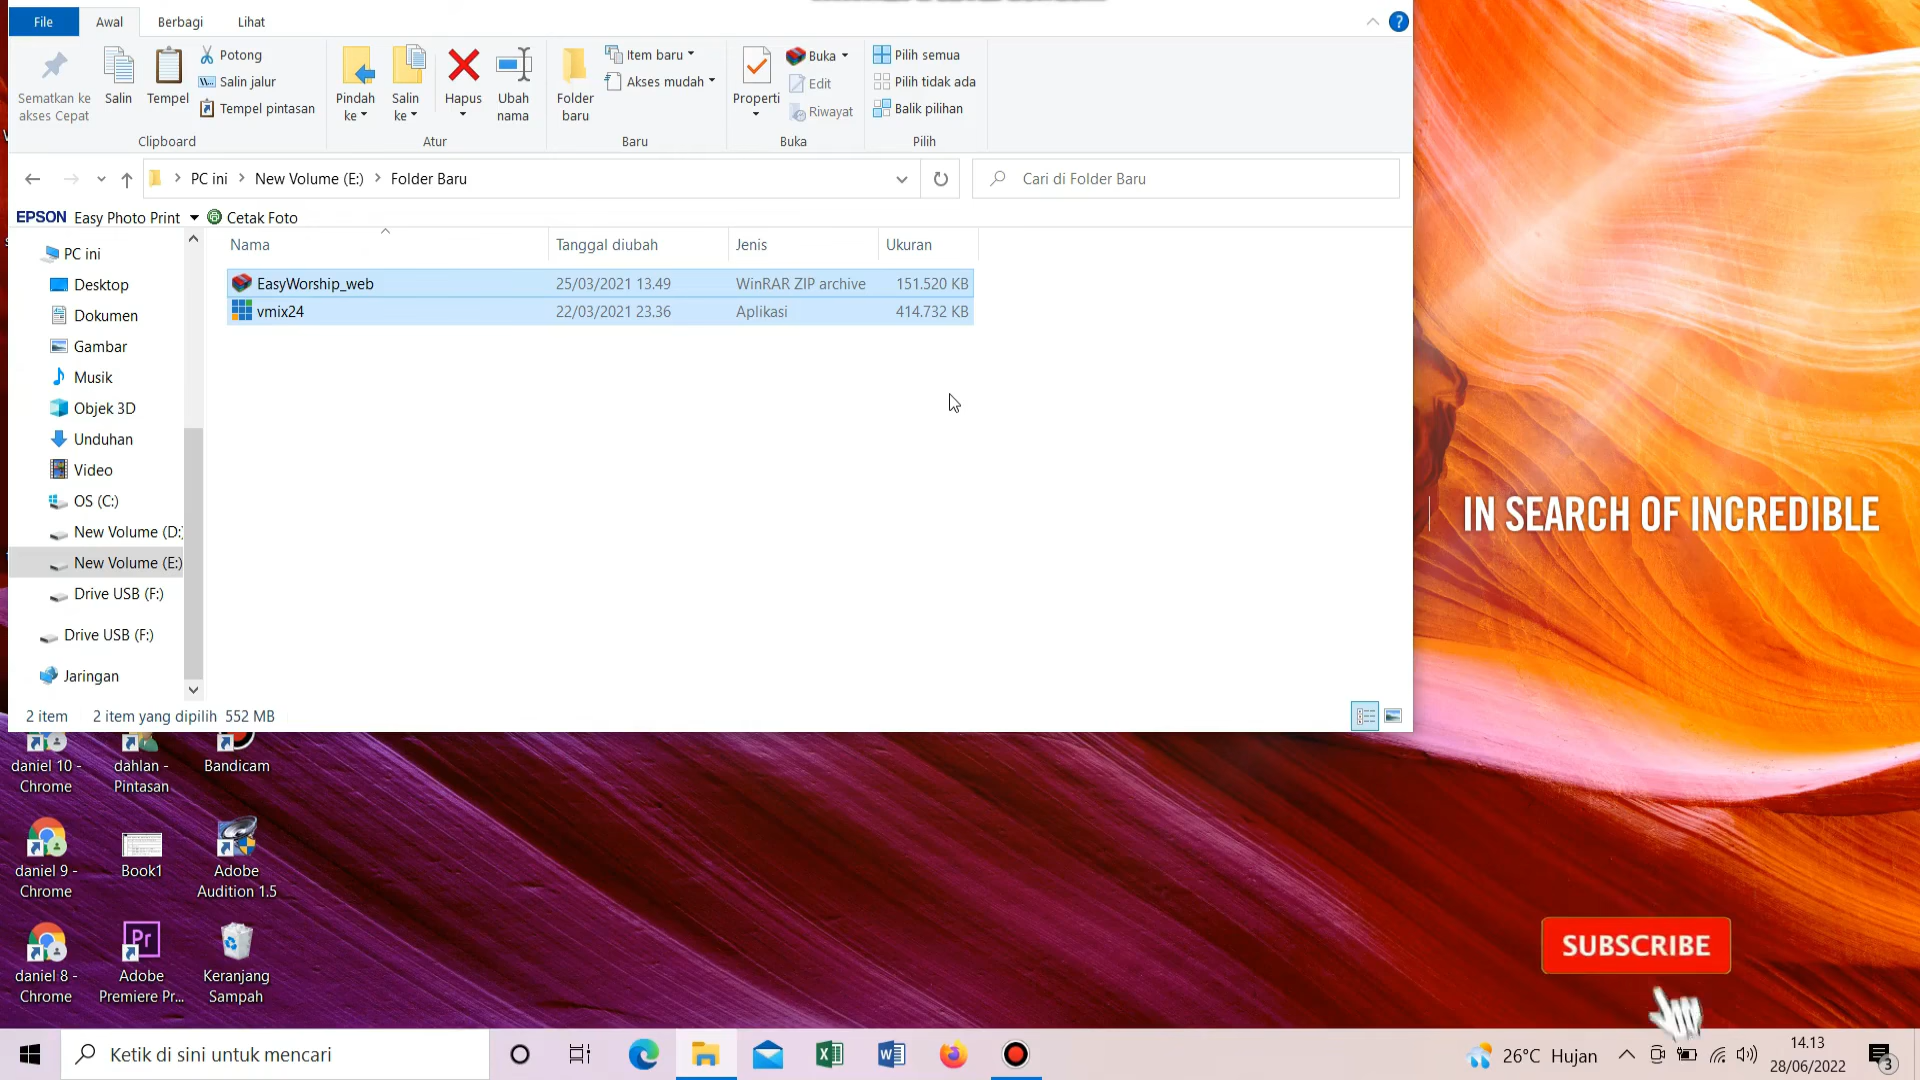 File Awal Berbagi Lihat
Sematkan ke akses Cepat
Salin
Tempel
Potong
Salin jalur
Tempel pintasan
Clipboard
Pindah ke
Salin ke
Hapus
Ubah nama
Atur
Folder baru
Item baru
Akses mudah
Baru
Properti
Buka
Edit
Riwayat
Buka
Pilih semua
Pilih tidak ada
Balik pilihan
Pilih
PC ini New Volume (E:) Folder Baru
Cari di Folder Baru
EPSON Easy Photo Print Cetak Foto
PC ini
Desktop
Dokumen
Gambar
Musik
Objek 3D
Unduhan
Video
OS (C:)
New Volume (D:)
New Volume (E:)
Drive USB (F:)
Drive USB (F:)
Jaringan
Nama Tanggal diubah Jenis Ukuran
EasyWorship_web 25/03/2021 13.49 WinRAR ZIP archive 151.520 KB
vmix24 22/03/2021 23.36 Aplikasi 414.732 KB
2 item 2 item yang dipilih 552 MB
IN SEARCH OF INCREDIBLE
daniel 10 - Chrome
dahlan - Pintasan
Bandicam
daniel 9 - Chrome
Book1
Adobe Audition 1.5
daniel 8 - Chrome
Pr
Adobe Premiere Pr...
Keranjang Sampah
SUBSCRIBE
Ketik di sini untuk mencari
26°C Hujan
14.13
28/06/2022
3